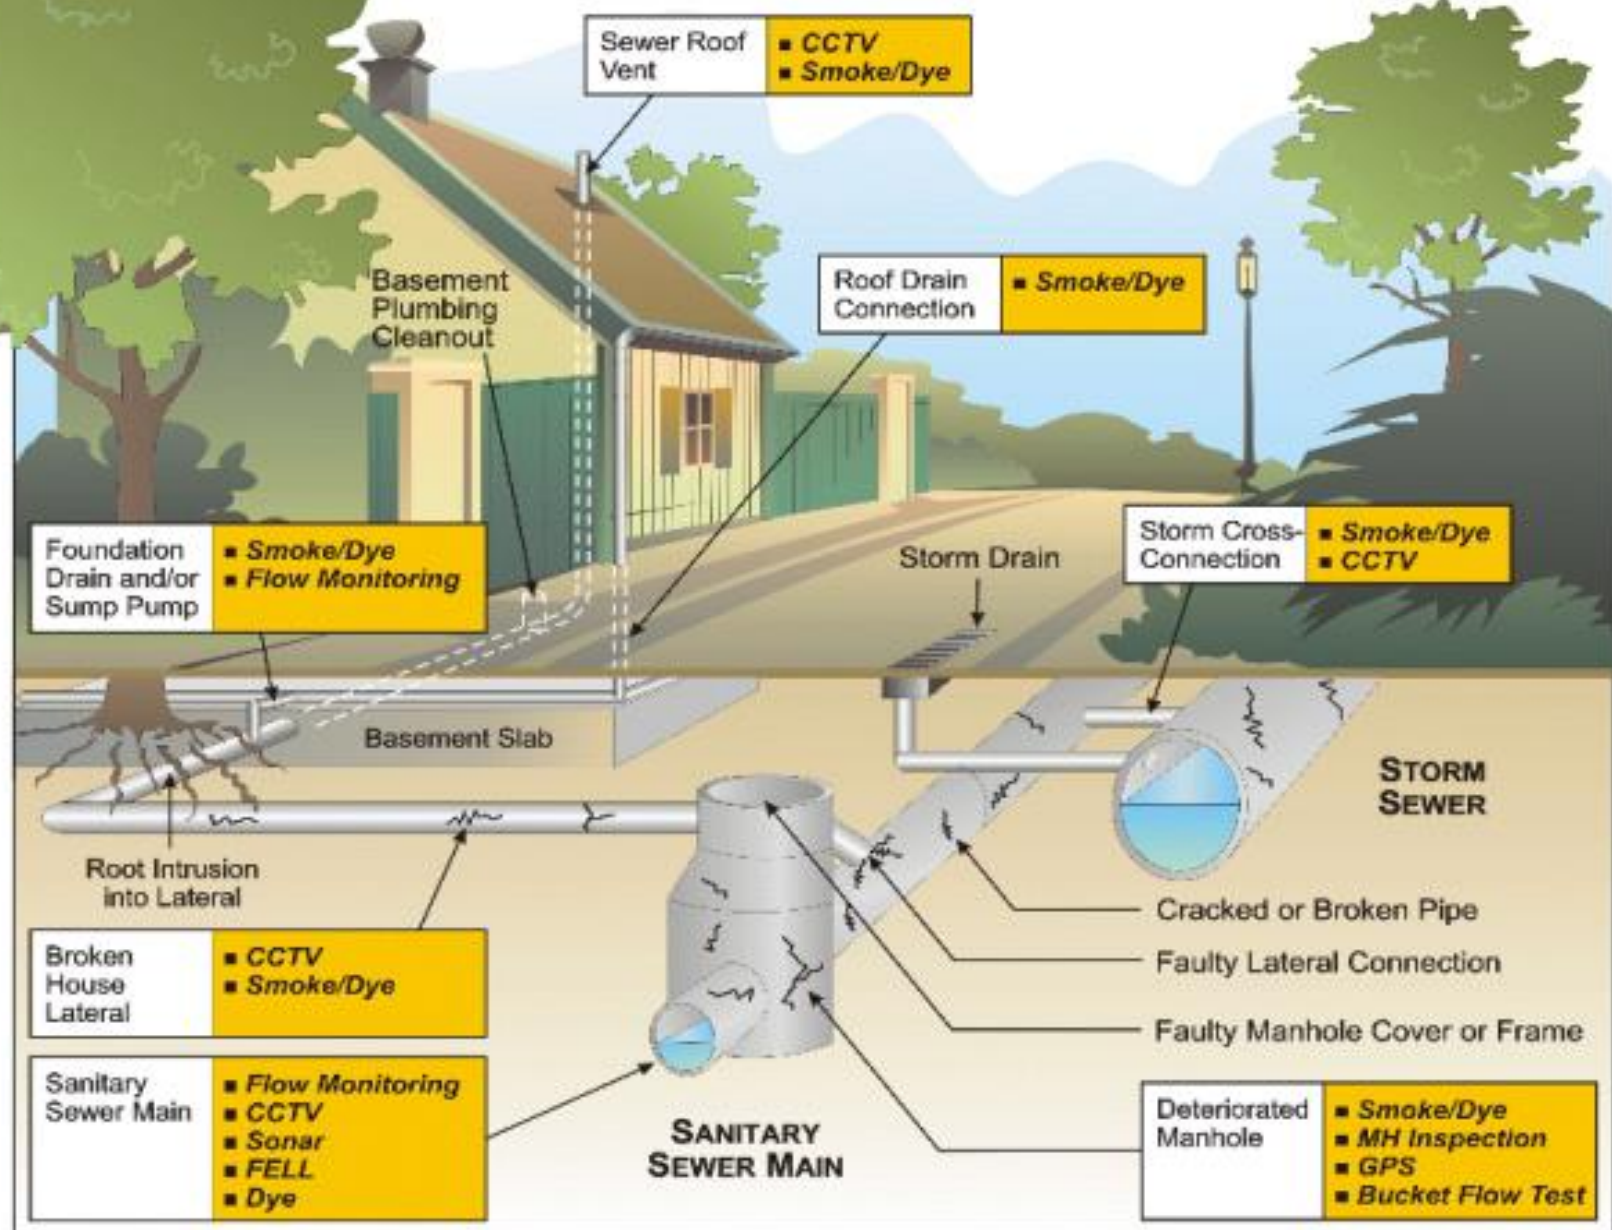 Sewer Roof
Vent
▪ CCTV
▪ Smoke/Dye
Basement
Plumbing
Cleanout
Roof Drain
Connection
▪ Smoke/Dye
Foundation
Drain and/or
Sump Pump
▪ Smoke/Dye
▪ Flow Monitoring
Storm Drain
Storm Cross-
Connection
▪ Smoke/Dye
▪ CCTV
Basement Slab
STORM
SEWER
Root Intrusion
into Lateral
Cracked or Broken Pipe
Faulty Lateral Connection
Faulty Manhole Cover or Frame
Broken
House
Lateral
▪ CCTV
▪ Smoke/Dye
Sanitary
Sewer Main
▪ Flow Monitoring
▪ CCTV
▪ Sonar
▪ FELL
▪ Dye
SANITARY
SEWER MAIN
Deteriorated
Manhole
▪ Smoke/Dye
▪ MH Inspection
▪ GPS
▪ Bucket Flow Test